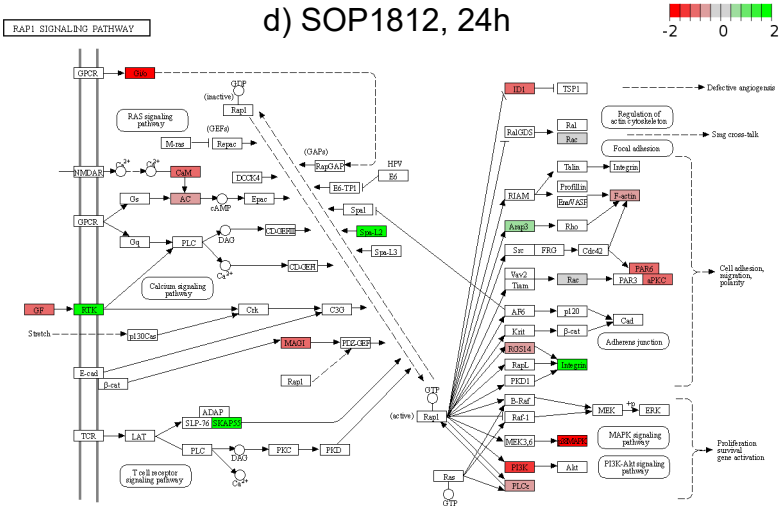 d) SOP1812, 24h
-2 0 2
RAP1 SIGNALING PATHWAY
GPCR
GDP
(inactive)
Rap1
RAS signaling
pathway
(GEFs)
M-ras
Repac
(GAPs)
RapGAP
HPV
E6
E6-TP1
NMDAR
Ca2+
Ca2+
CaM
DOCK4
Gs
AC
cAMP
Epac
Spa1
GPCR
Gq
PLC
DAG
Ca2+
CD-GEFII
CD-GEFI
Spa-L2
Spa-L3
Calcium signaling
pathway
GF
RTK
Crk
C3G
Stretch
p130Cas
MAGI
PDZ-GEF
Rap1
E-cad
β-cat
ADAP
SLP-76
SKAP55
TCR
LAT
PLC
DAG
PKC
PKD
Ca2+
T cell receptor
signaling pathway
GTP
(active)
Rap1
Ras
GTP
ID1
TSP1
Defective angiogenesis
RalGDS
Ral
Rac
Regulation of
actin cytoskeleton
Smg cross-talk
Focal adhesion
Talin
Integrin
RIAM
Profilin
Ena/VASP
F-actin
Arap3
Rho
Src
FRG
Cdc42
PAR6
PAR3
aPKC
Vav2
Tiam
Rac
Cell adhesion,
migration,
polarity
AF6
p120
Cad
Krit
β-cat
Adherens junction
RGS14
RapL
Integrin
PKD1
B-Raf
Raf-1
MEK
+p
ERK
MEK3,6
p38MAPK
MAPK signaling
pathway
Proliferation
survival
gene activation
PI3K
Akt
PI3K-Akt signaling
pathway
PLCε